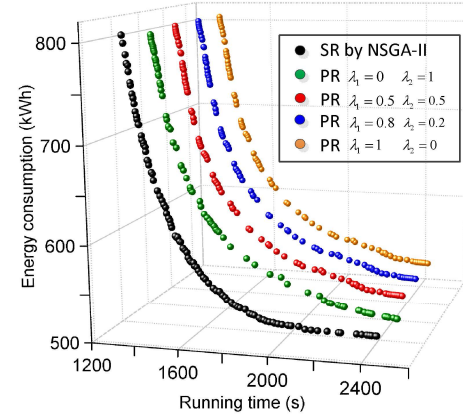 800
700
600
500
Energy consumption (kWh)
1200
1600
2000
2400
Running time (s)
SR by NSGA-II
PR λ₁ = 0 λ₂ = 1
PR λ₁ = 0.5 λ₂ = 0.5
PR λ₁ = 0.8 λ₂ = 0.2
PR λ₁ = 1 λ₂ = 0